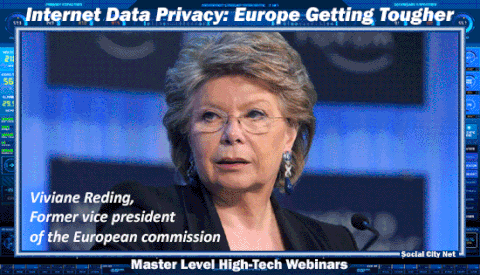 Internet Data Privacy: Europe Getting Tougher
Viviane Reding,
Former vice president
of the European commission
Social City Net
Master Level High-Tech Webinars